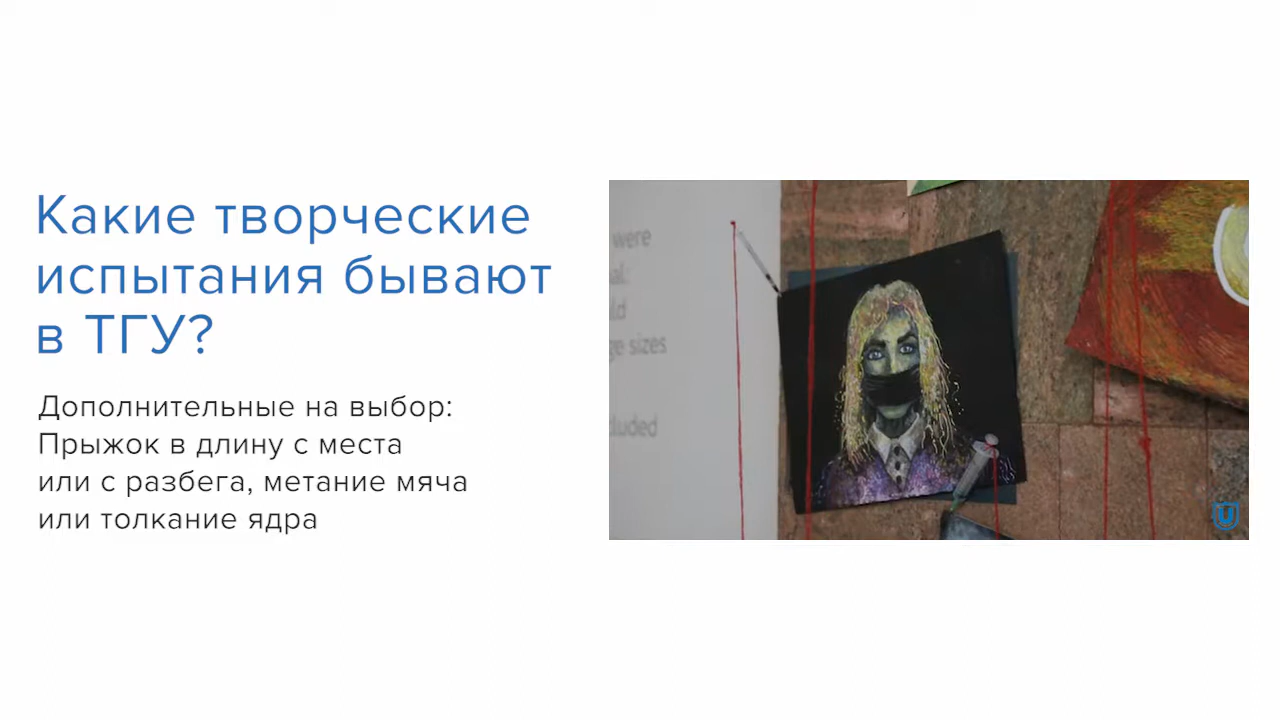 Какие творческие
испытания бывают
в ТГУ?
Дополнительные на выбор:
Прыжок в длину с места
или с разбега, метание мяча
или толкание ядра
were
sizes
U